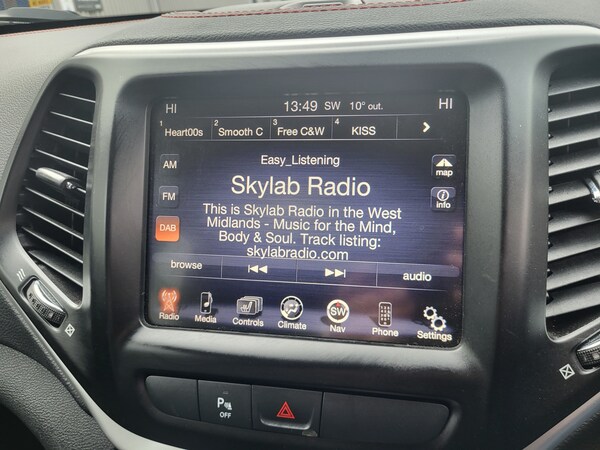 HI 13:49 SW 10° out. HI
1 Heart00s 2 Smooth C 3 Free C&W 4 KISS >
Easy_Listening
AM
Skylab Radio
map
FM
This is Skylab Radio in the West
Midlands - Music for the Mind,
Body & Soul. Track listing:
skylabradio.com
i info
DAB
browse audio
SW
Radio Media Controls Climate Nav Phone Settings
P OFF